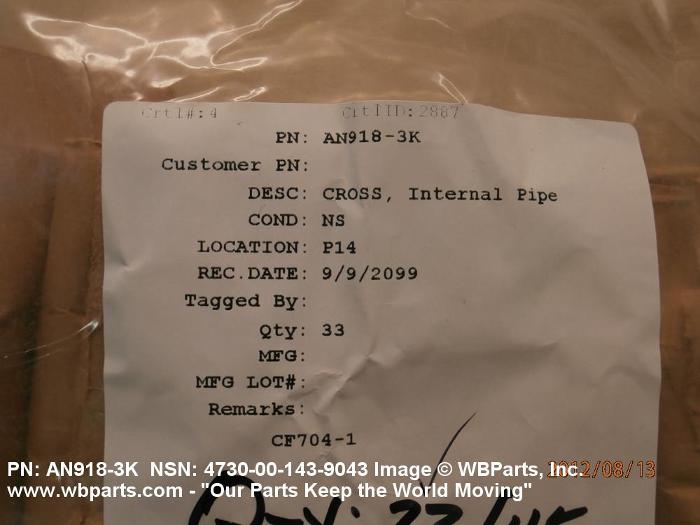 Crtl#:4 CrtlID:2887
PN: AN918-3K
Customer PN:
DESC: CROSS, Internal Pipe
COND: NS
LOCATION: P14
REC.DATE: 9/9/2099
Tagged By:
Qty: 33
MFG:
MFG LOT#:
Remarks:
CF704-1
PN: AN918-3K NSN: 4730-00-143-9043 Image © WBParts, Inc.
2012/08/13
www.wbparts.com - "Our Parts Keep the World Moving"
Qty: